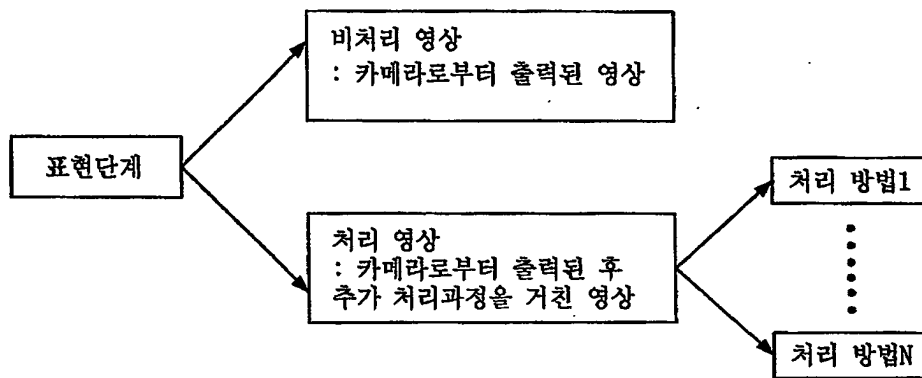 비처리 영상
: 카메라로부터 출력된 영상
표현단계
처리 영상
: 카메라로부터 출력된 후
추가 처리과정을 거친 영상
처리 방법1
처리 방법N